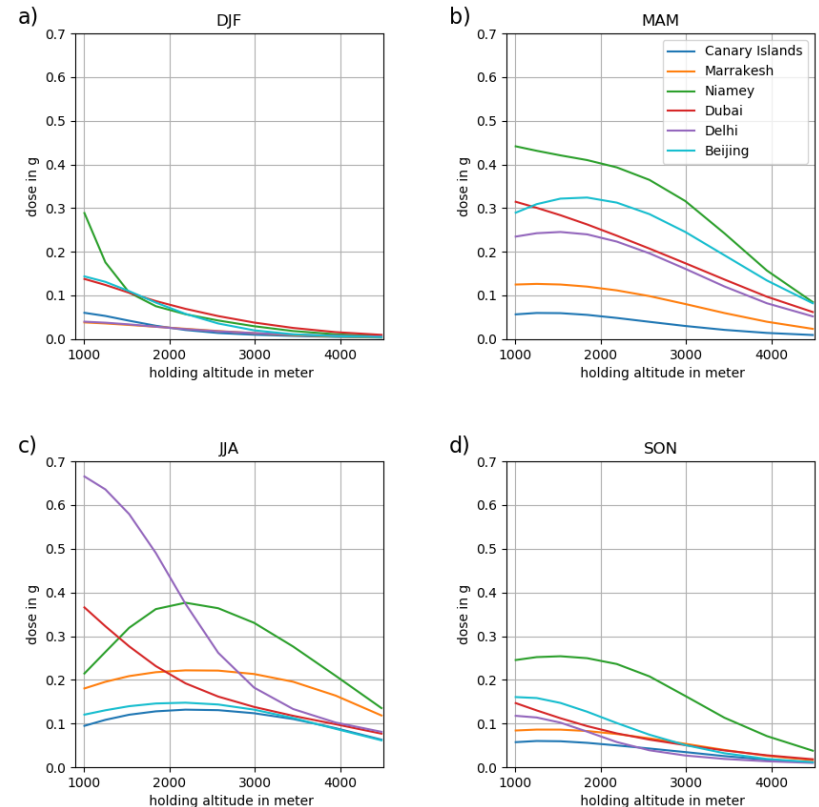 a)
DJF
0.7
0.6
0.5
0.4
0.3
0.2
0.1
0.0
dose in g
1000 2000 3000 4000
holding altitude in meter
b)
MAM
0.7
0.6
0.5
0.4
0.3
0.2
0.1
0.0
dose in g
Canary Islands
Marrakesh
Niamey
Dubai
Delhi
Beijing
1000 2000 3000 4000
holding altitude in meter
c)
JJA
0.7
0.6
0.5
0.4
0.3
0.2
0.1
0.0
dose in g
1000 2000 3000 4000
holding altitude in meter
d)
SON
0.7
0.6
0.5
0.4
0.3
0.2
0.1
0.0
dose in g
1000 2000 3000 4000
holding altitude in meter